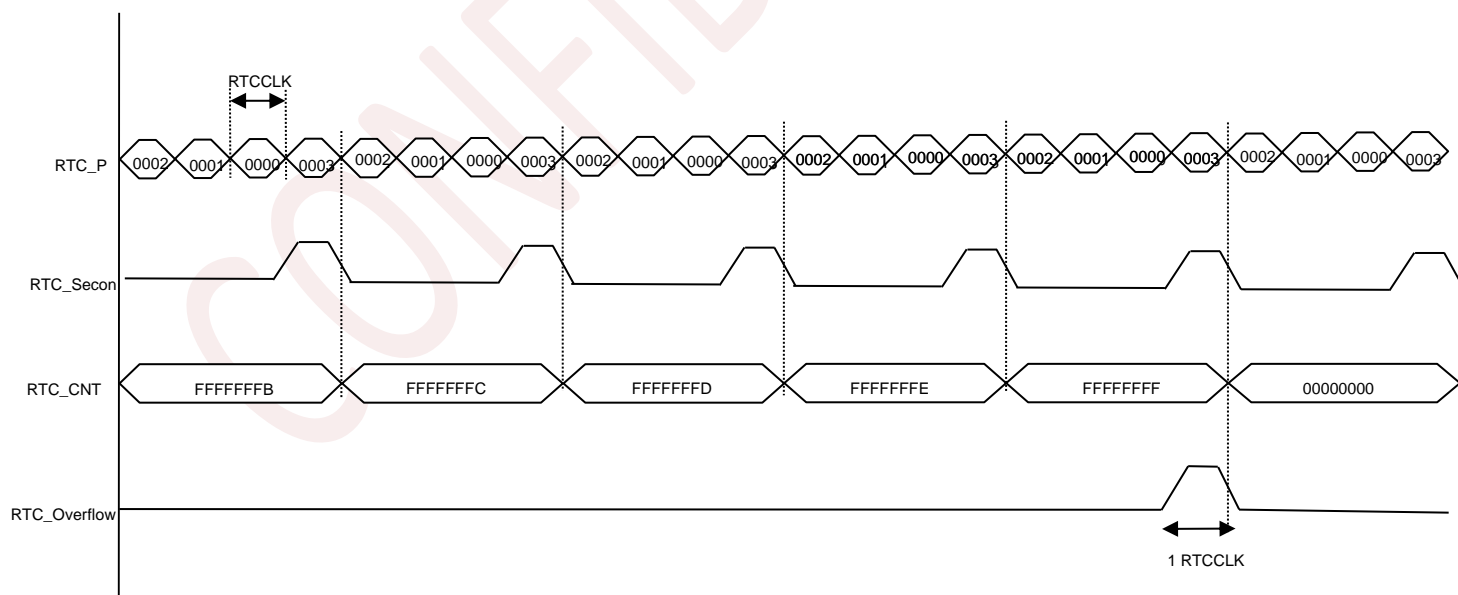 CONFID
RTCCLK
RTC_P 0002 0001 0000 0003 0002 0001 0000 0003 0002 0001 0000 0003 0002 0001 0000 0003 0002 0001 0000 0003 0002 0001 0000 0003
RTC_Secon
RTC_CNT FFFFFFFB FFFFFFFC FFFFFFFD FFFFFFFE FFFFFFFF 00000000
RTC_Overflow
1 RTCCLK